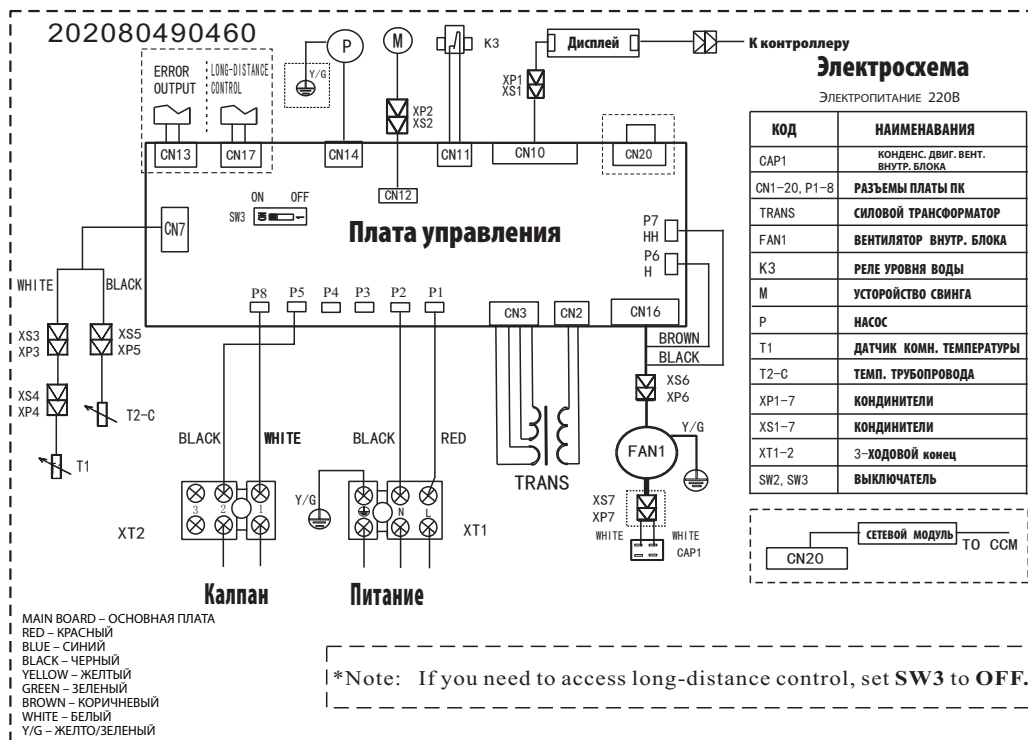 202080490460
ERROR OUTPUT
LONG-DISTANCE CONTROL
CN13
CN17
Y/G
P
CN14
M
XP2
XS2
CN12
K3
CN11
XP1
XS1
CN10
Дисплей
К контроллеру
CN20
ON OFF
SW3
Плата управления
CN7
P7
HH
P6
H
P8
P5
P4
P3
P2
P1
CN3
CN2
CN16
BROWN
BLACK
WHITE
BLACK
XS3
XP3
XS5
XP5
XS4
XP4
T2-C
T1
BLACK
WHITE
BLACK
RED
TRANS
XS6
XP6
Y/G
FAN1
XS7
XP7
WHITE
WHITE
CAP1
3
2
1
XT2
Калпан
Y/G
N
L
XT1
Питание
Электросхема
Электропитание 220В
КОД НАИМЕНАВАНИЯ
CAP1 КОНДЕНС. ДВИГ. ВЕНТ.
ВНУТР. БЛОКА
CN1-20, P1-8 РАЗЪЕМЫ ПЛАТЫ ПК
TRANS СИЛОВОЙ ТРАНСФОРМАТОР
FAN1 ВЕНТИЛЯТОР ВНУТР. БЛОКА
K3 РЕЛЕ УРОВНЯ ВОДЫ
M УСТОРОЙСТВО СВИНГА
P НАСОС
T1 ДАТЧИК КОМН. ТЕМПЕРАТУРЫ
T2-C ТЕМП. ТРУБОПРОВОДА
XP1-7 КОНДИНИТЕЛИ
XS1-7 КОНДИНИТЕЛИ
XT1-2 3-ХОДОВОЙ конец
SW2, SW3 ВЫКЛЮЧАТЕЛЬ
CN20
СЕТЕВОЙ МОДУЛЬ
TO CCM
MAIN BOARD – ОСНОВНАЯ ПЛАТА
RED – КРАСНЫЙ
BLUE – СИНИЙ
BLACK – ЧЕРНЫЙ
YELLOW – ЖЕЛТЫЙ
GREEN – ЗЕЛЕНЫЙ
BROWN – КОРИЧНЕВЫЙ
WHITE – БЕЛЫЙ
Y/G – ЖЕЛТО/ЗЕЛЕНЫЙ
*Note: If you need to access long-distance control, set SW3 to OFF.